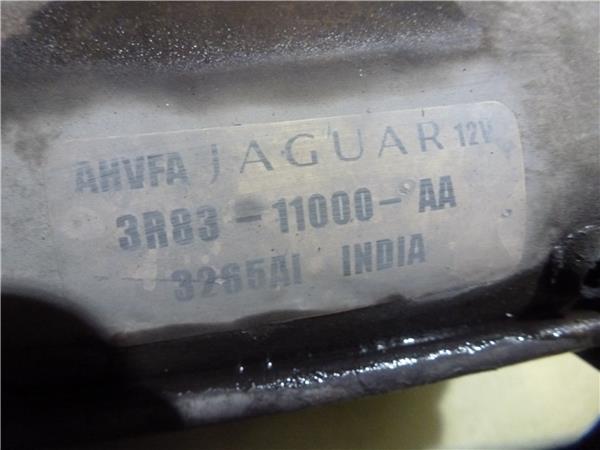 AHVFA JAGUAR 12V
3R83-11000-AA
3265AI INDIA